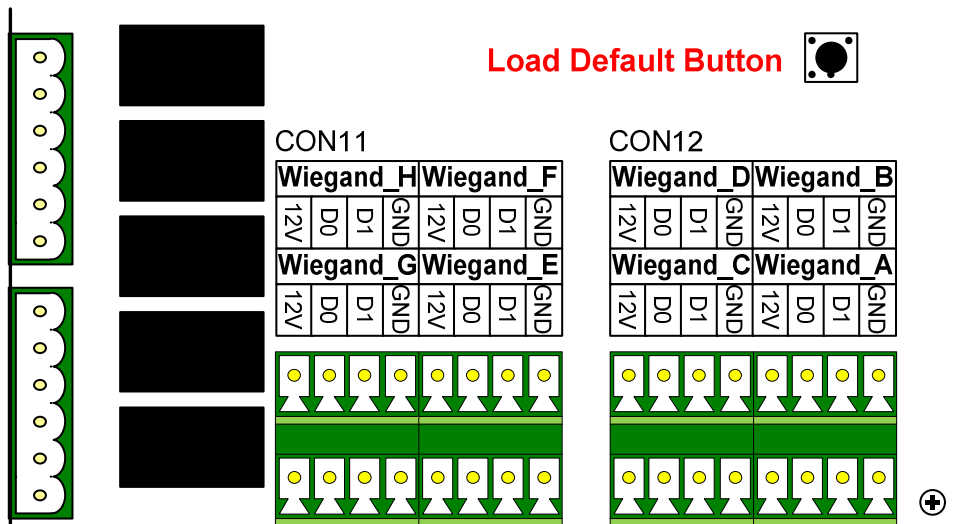 Load Default Button
CON11
Wiegand_H Wiegand_F
12V D0 D1 GND 12V D0 D1 GND
Wiegand_G Wiegand_E
12V D0 D1 GND 12V D0 D1 GND
CON12
Wiegand_D Wiegand_B
12V D0 D1 GND 12V D0 D1 GND
Wiegand_C Wiegand_A
12V D0 D1 GND 12V D0 D1 GND